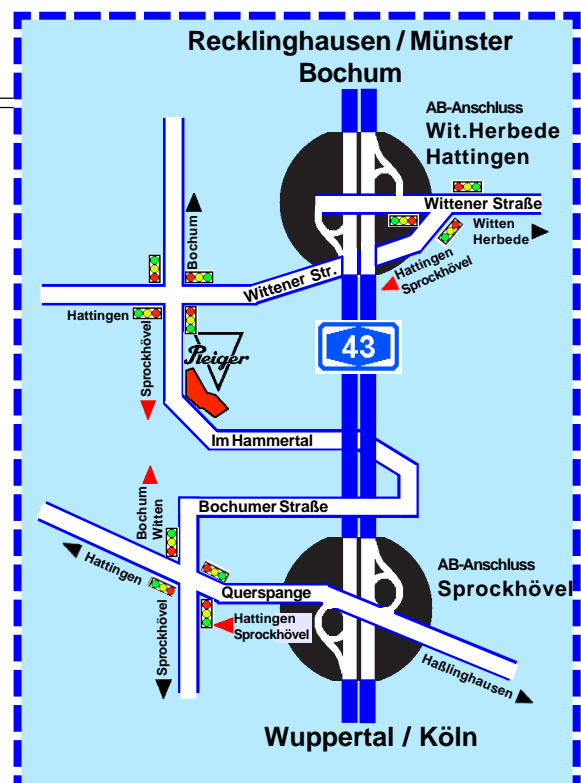 Recklinghausen / Münster
Bochum
AB-Anschluss
Wit.Herbede
Hattingen
Wittener Straße
Witten
Herbede
Bochum
Hattingen
Sprockhövel
Wittener Str.
Hattingen
Sprockhövel
Pleiger
43
Im Hammertal
Bochum
Witten
Bochumer Straße
Hattingen
AB-Anschluss
Sprockhövel
Querspange
Hattingen
Sprockhövel
Sprockhövel
Haßlinghausen
Wuppertal / Köln